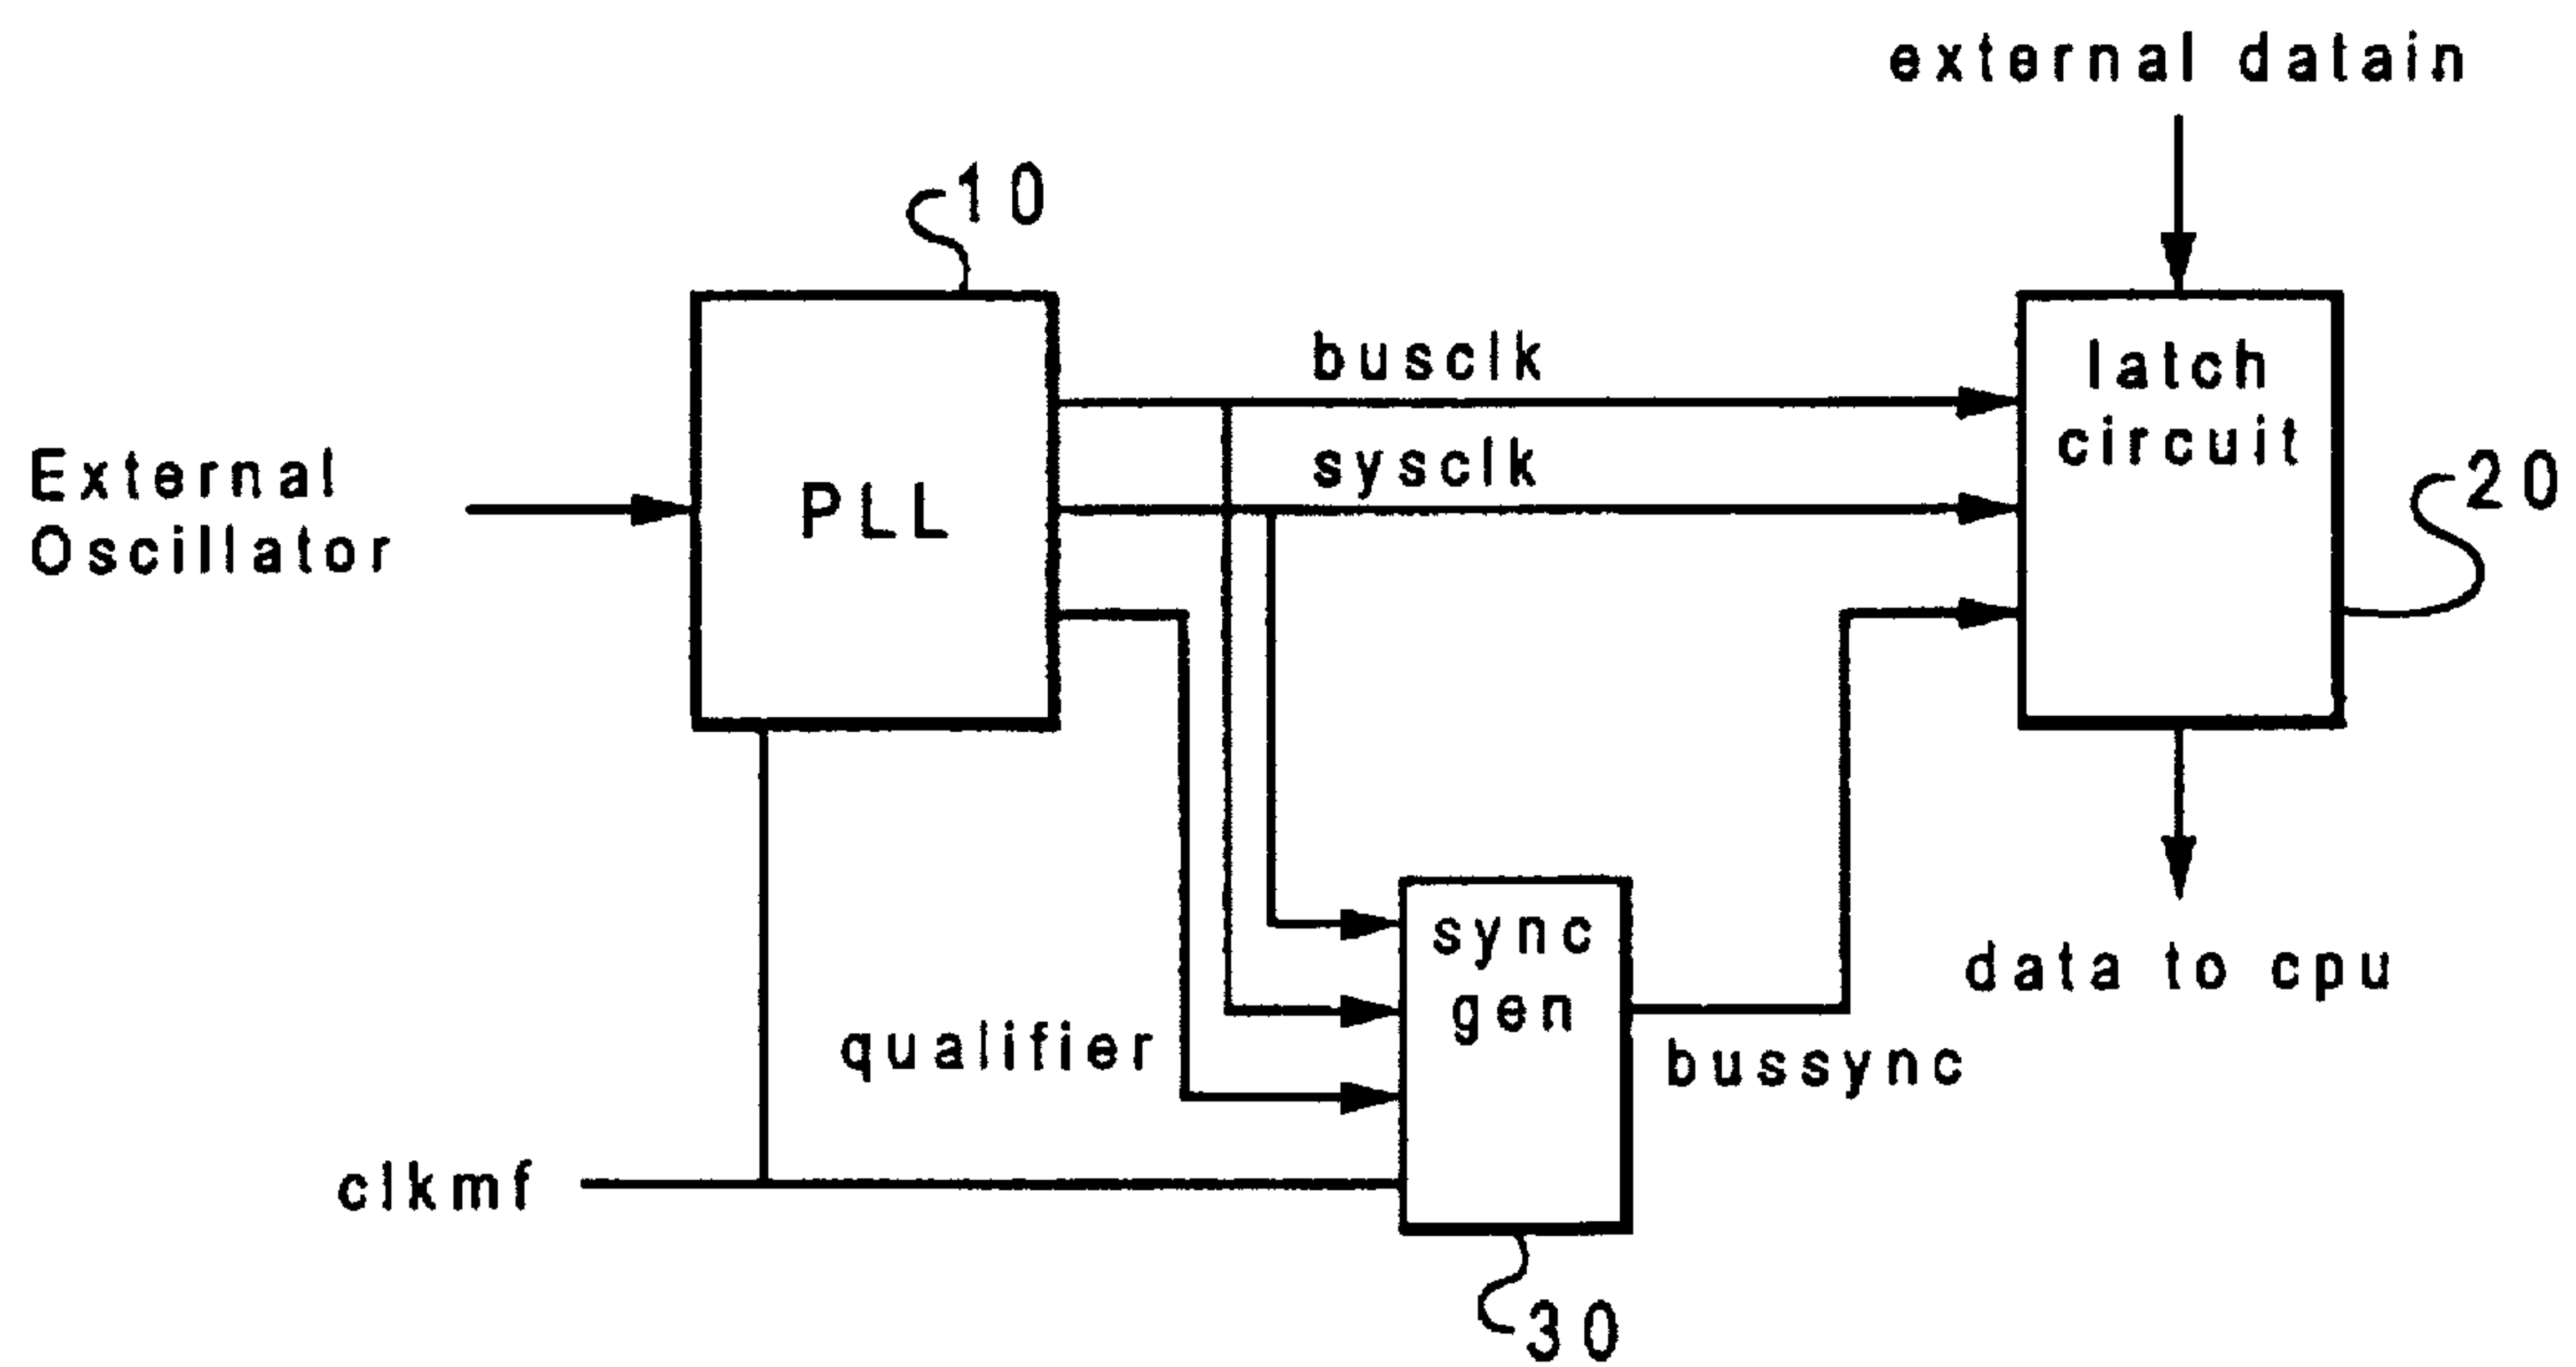 external datain
10
busclk
latch
circuit
sysclk
External
Oscillator
PLL
20
sync
gen
data to cpu
qualifier
bussync
clkmf
30